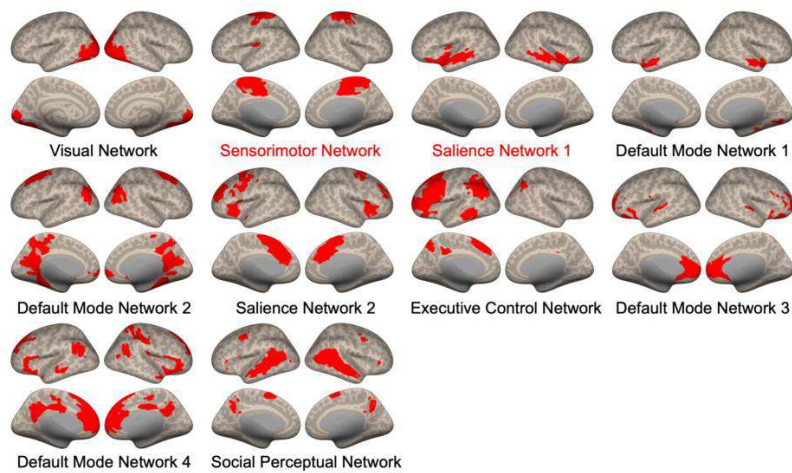 Visual Network
Sensorimotor Network
Salience Network 1
Default Mode Network 1
Default Mode Network 2
Salience Network 2
Executive Control Network
Default Mode Network 3
Default Mode Network 4
Social Perceptual Network